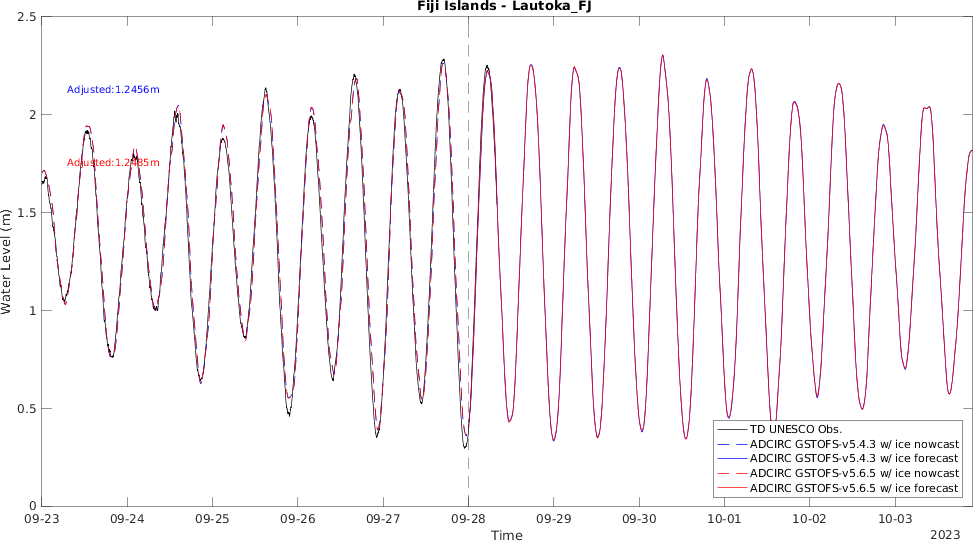 Fiji Islands - Lautoka_FJ
2.5
2
1.5
1
0.5
0
Water Level (m)
Adjusted:1.2456m
Adjusted:1.2485m
TD UNESCO Obs.
ADCIRC GSTOFS-v5.4.3 w/ ice nowcast
ADCIRC GSTOFS-v5.4.3 w/ ice forecast
ADCIRC GSTOFS-v5.6.5 w/ ice nowcast
ADCIRC GSTOFS-v5.6.5 w/ ice forecast
09-23 09-24 09-25 09-26 09-27 09-28 09-29 09-30 10-01 10-02 10-03
Time
2023